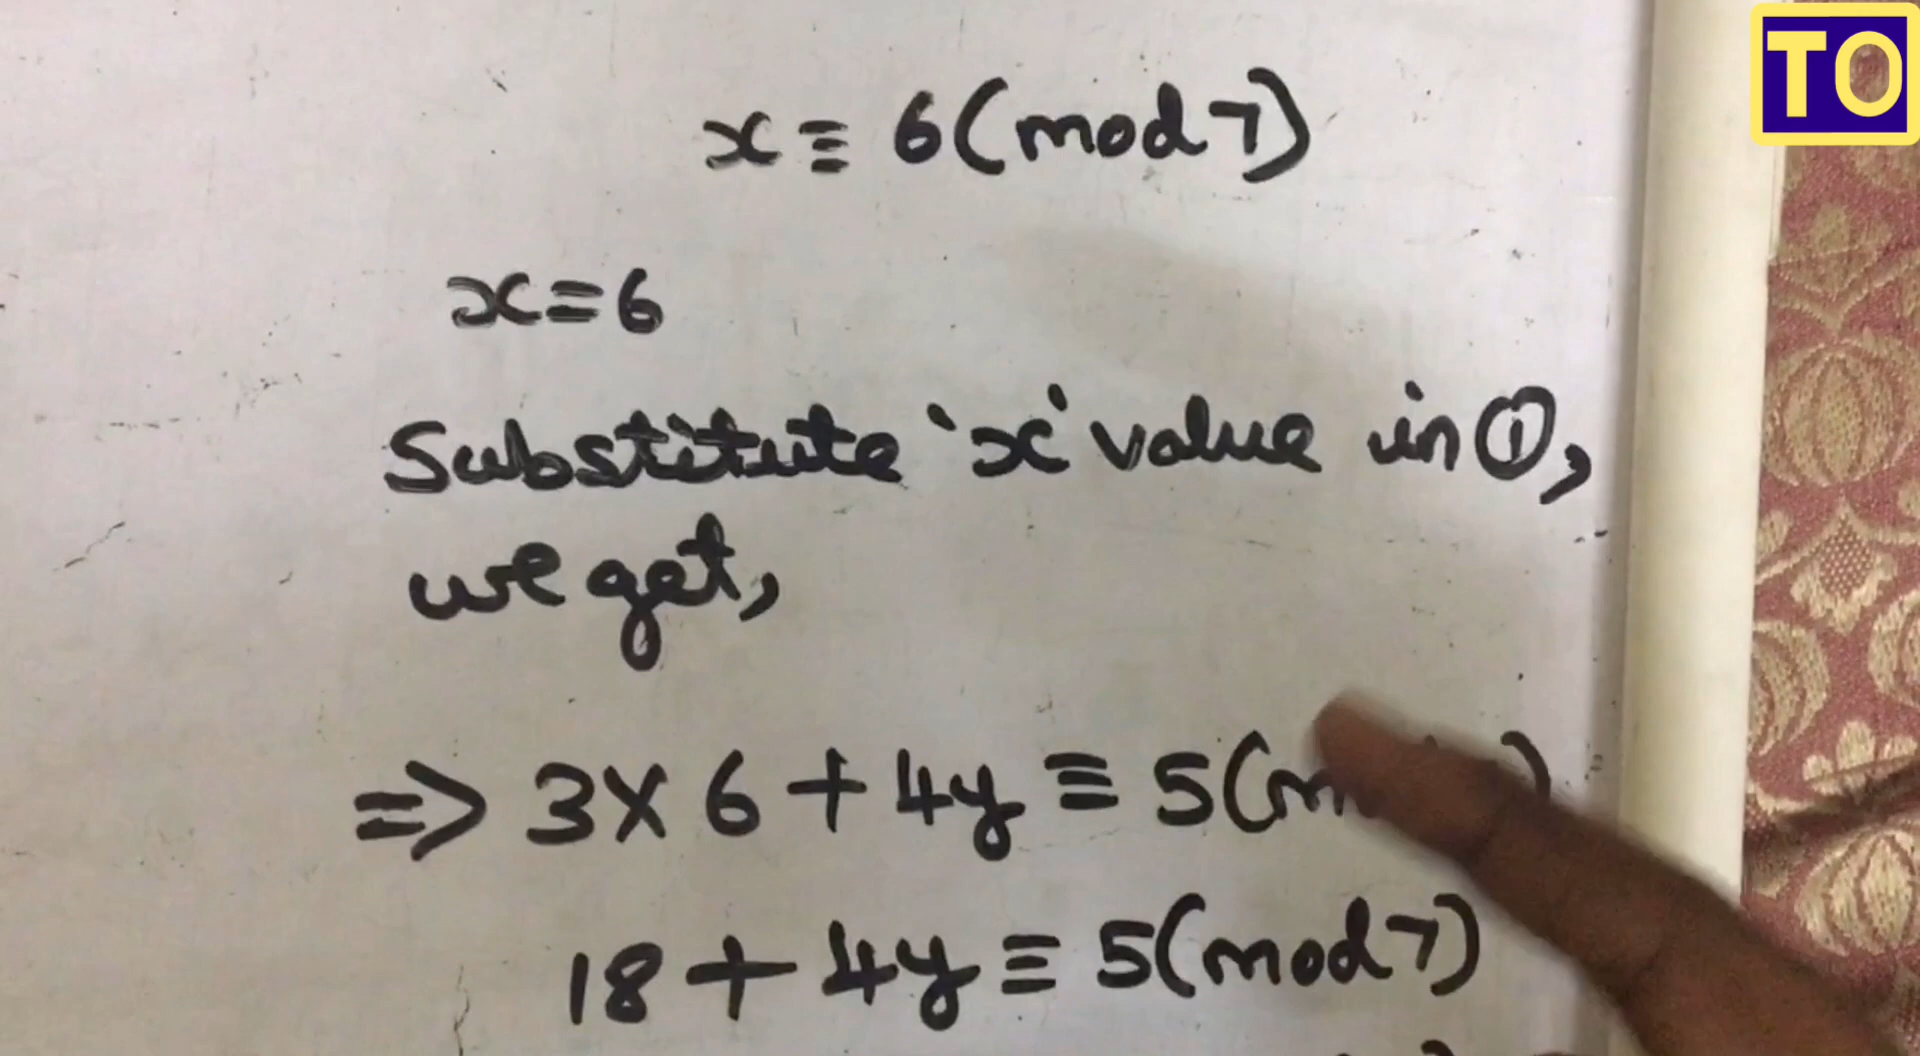 TO
x ≡ 6(mod 7)
x = 6
Substitute 'x' value in ①,
we get,
=> 3 x 6 + 4y ≡ 5(m )
18 + 4y ≡ 5(mod 7)